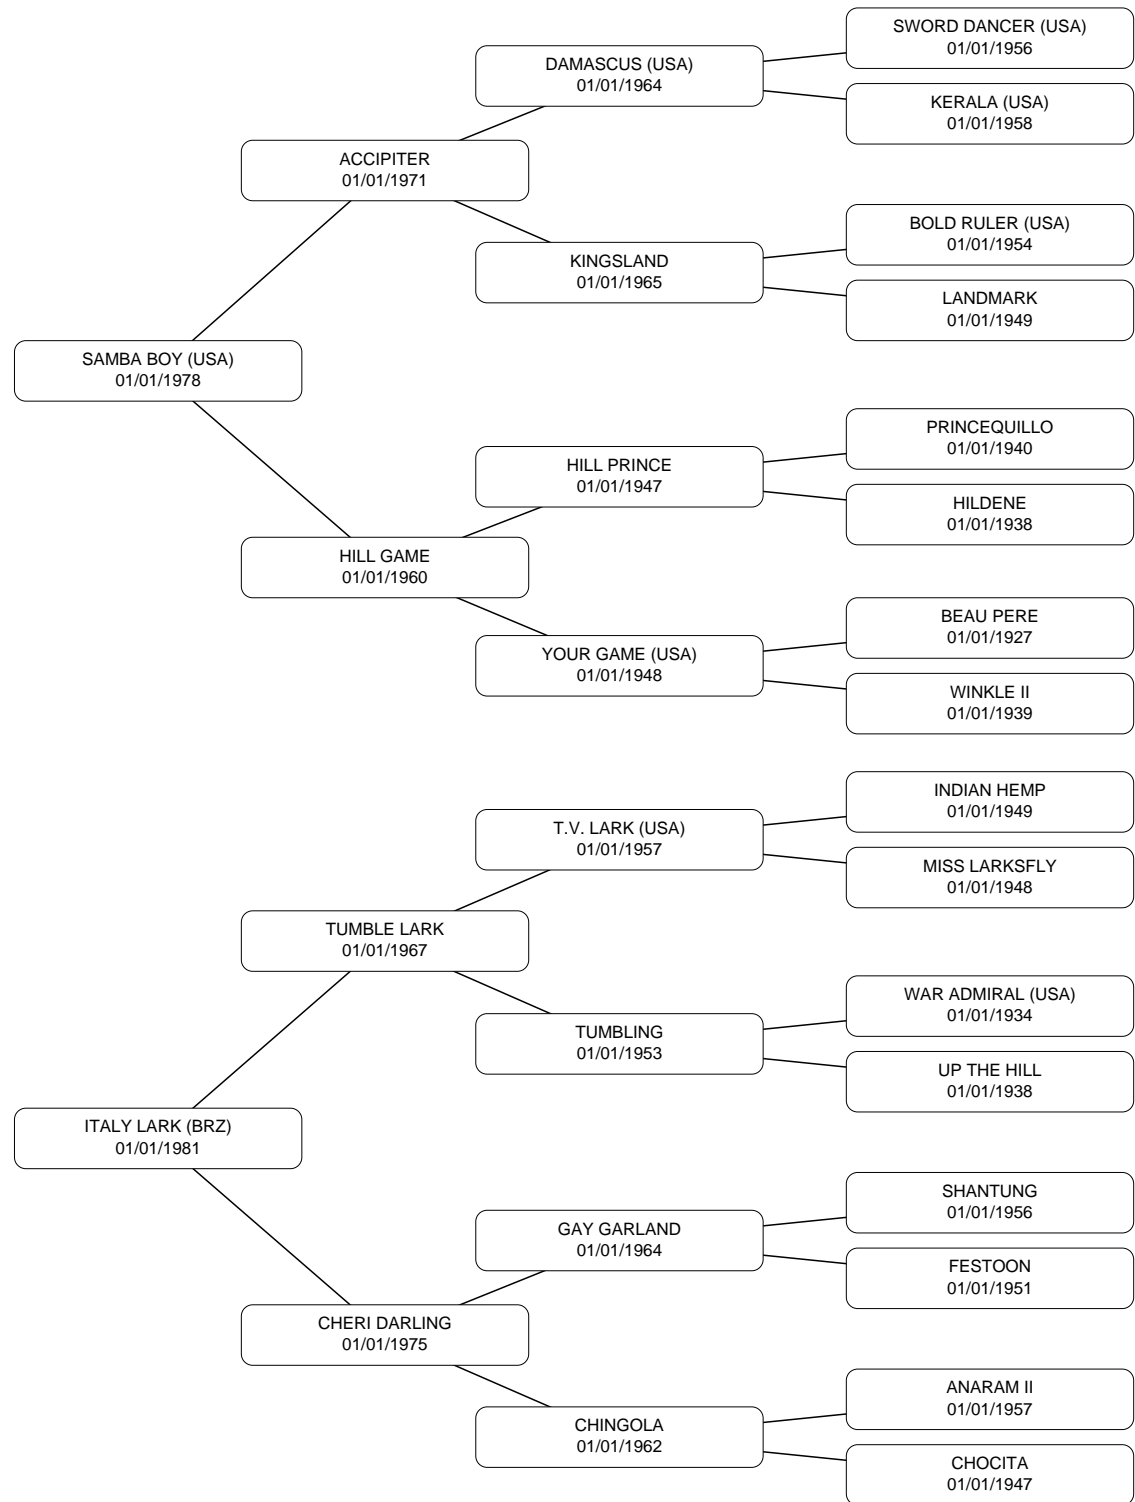 SWORD DANCER (USA)
01/01/1956
DAMASCUS (USA)
01/01/1964
KERALA (USA)
01/01/1958
ACCIPITER
01/01/1971
BOLD RULER (USA)
01/01/1954
KINGSLAND
01/01/1965
LANDMARK
01/01/1949
SAMBA BOY (USA)
01/01/1978
PRINCEQUILLO
01/01/1940
HILL PRINCE
01/01/1947
HILDENE
01/01/1938
HILL GAME
01/01/1960
BEAU PERE
01/01/1927
YOUR GAME (USA)
01/01/1948
WINKLE II
01/01/1939
INDIAN HEMP
01/01/1949
T.V. LARK (USA)
01/01/1957
MISS LARKSFLY
01/01/1948
TUMBLE LARK
01/01/1967
WAR ADMIRAL (USA)
01/01/1934
TUMBLING
01/01/1953
UP THE HILL
01/01/1938
ITALY LARK (BRZ)
01/01/1981
SHANTUNG
01/01/1956
GAY GARLAND
01/01/1964
FESTOON
01/01/1951
CHERI DARLING
01/01/1975
ANARAM II
01/01/1957
CHINGOLA
01/01/1962
CHOCITA
01/01/1947